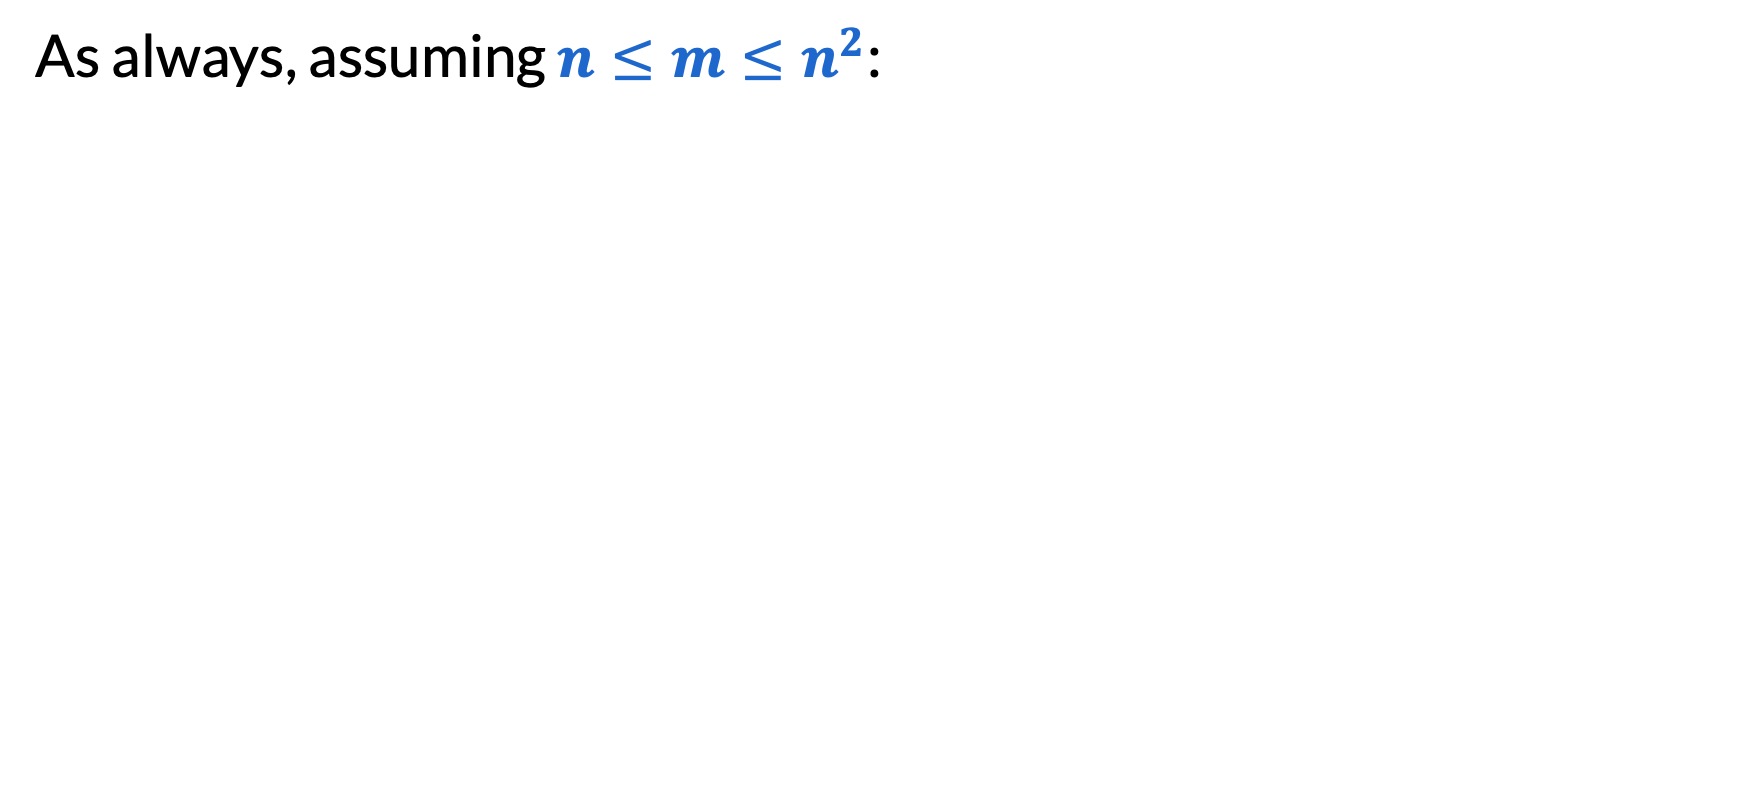 As always, assuming n ≤ m ≤ n²: